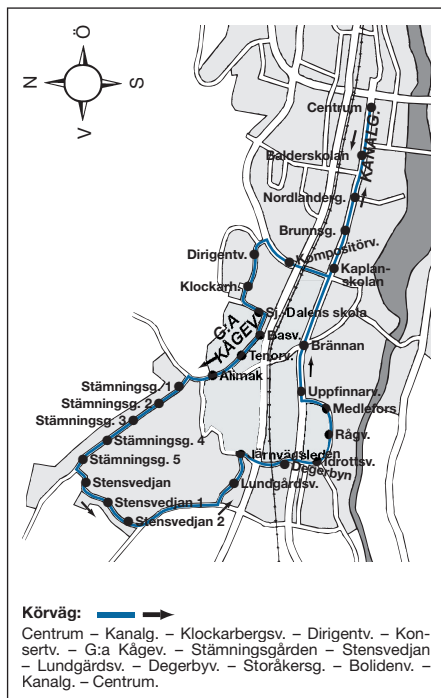 Ö
N
S
V
Centrum
KANALG.
Balderskolan
Nordlanderg.
Brunnsg.
Kompositörv.
Dirigentv.
Kaplan-
skolan
Klockarh.
Sj.-Dalens skola
G:A
KÅGEV.
Basv.
Brännan
Tenorv.
Alimak
Stämningsg. 1
Uppfinnarv.
Stämningsg. 2
Medlefors
Stämningsg. 3
Rågv.
Stämningsg. 4
Järnvägsleden
Stämningsg. 5
Idrottsv.
Degerbyn
Stensvedjan
Lundgårdsv.
Stensvedjan 1
Stensvedjan 2
Körväg:
Centrum – Kanalg. – Klockarbergsv. – Dirigentv. – Kon-
sertv. – G:a Kågev. – Stämningsgården – Stensvedjan
– Lundgärdsv. – Degerbyv. – Storåkersg. – Bolidenv. –
Kanalg. – Centrum.